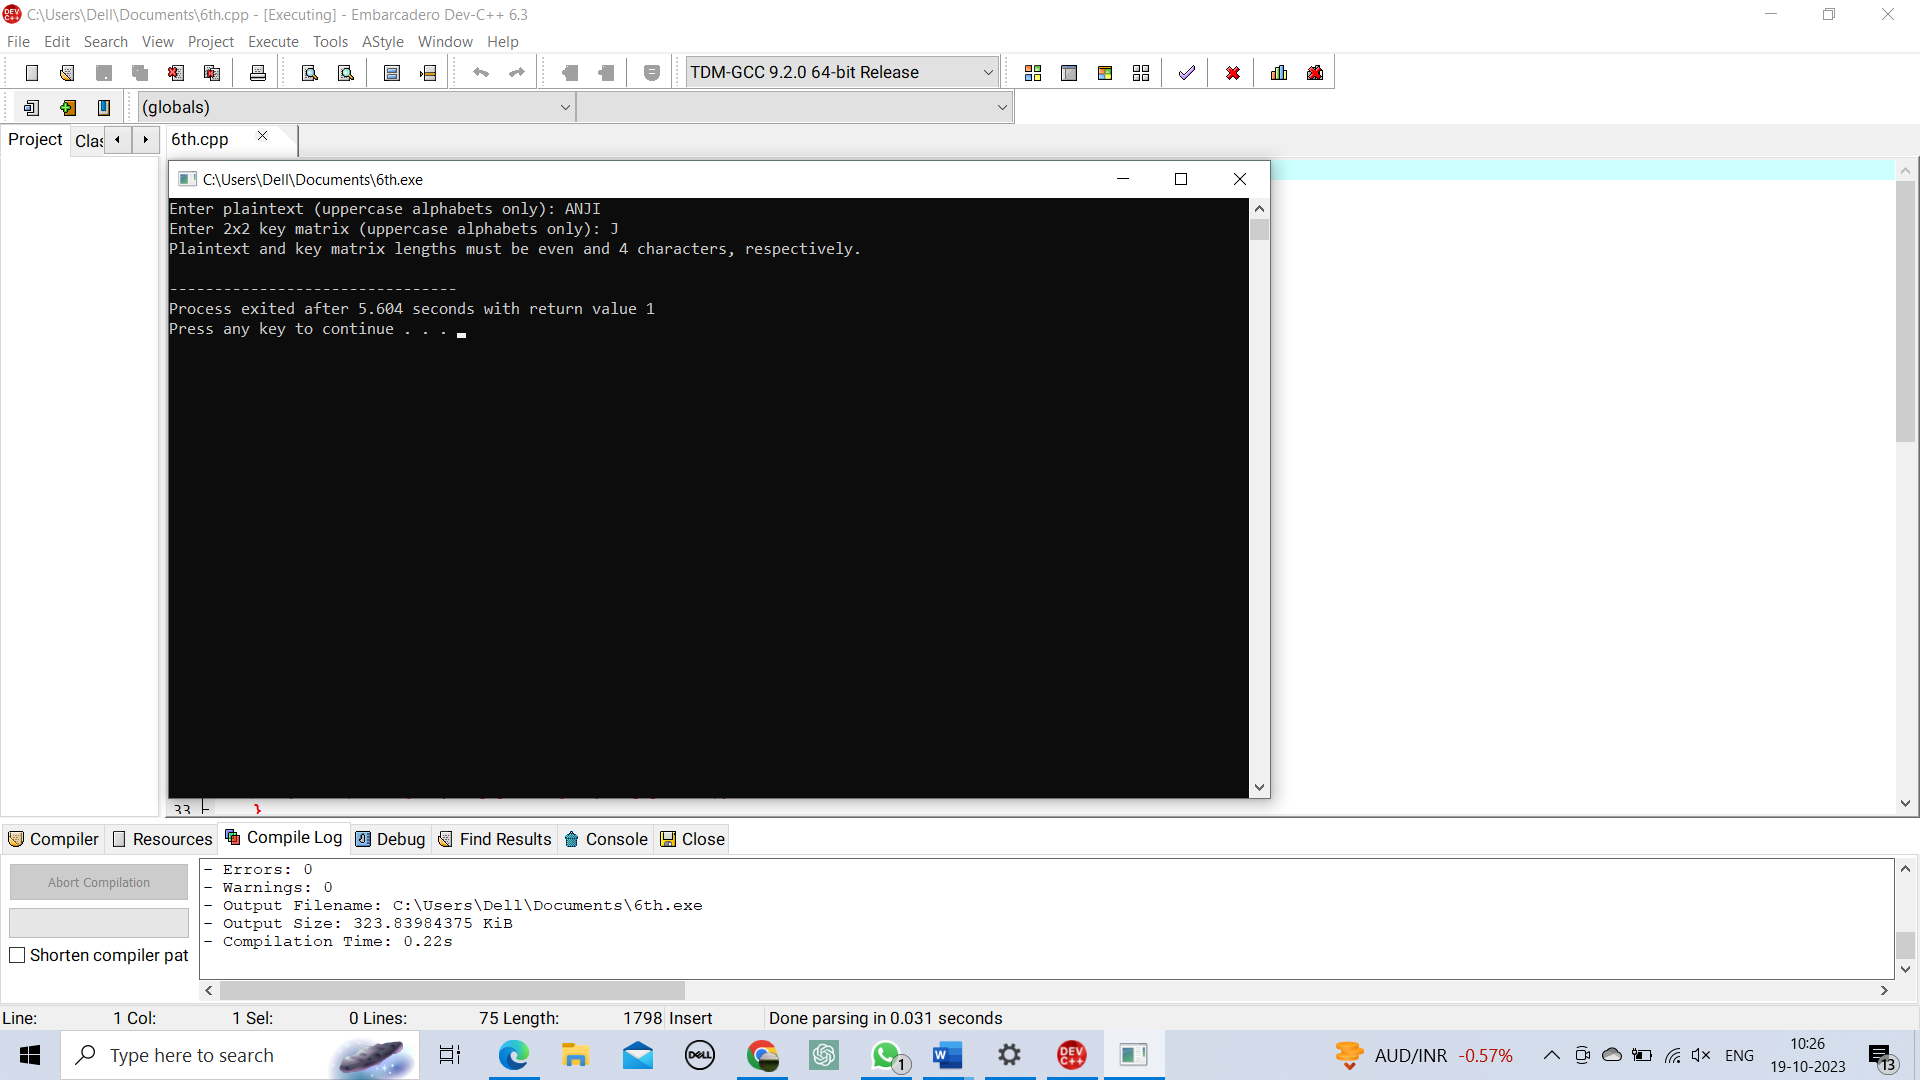 C:\Users\Dell\Documents\6th.cpp - [Executing] - Embarcadero Dev-C++ 6.3
File Edit Search View Project Execute Tools AStyle Window Help
TDM-GCC 9.2.0 64-bit Release
(globals)
Project Clas 6th.cpp
C:\Users\Dell\Documents\6th.exe
Enter plaintext (uppercase alphabets only): ANJI
Enter 2x2 key matrix (uppercase alphabets only): J
Plaintext and key matrix lengths must be even and 4 characters, respectively.
--------------------------------
Process exited after 5.604 seconds with return value 1
Press any key to continue . . .
33 }
Compiler Resources Compile Log Debug Find Results Console Close
Abort Compilation
Shorten compiler pat
- Errors: 0
- Warnings: 0
- Output Filename: C:\Users\Dell\Documents\6th.exe
- Output Size: 323.83984375 KiB
- Compilation Time: 0.22s
Line: 1 Col: 1 Sel: 0 Lines: 75 Length: 1798 Insert Done parsing in 0.031 seconds
Type here to search
DELL
1
W
DEV C++
AUD/INR -0.57%
ENG
10:26
19-10-2023
13